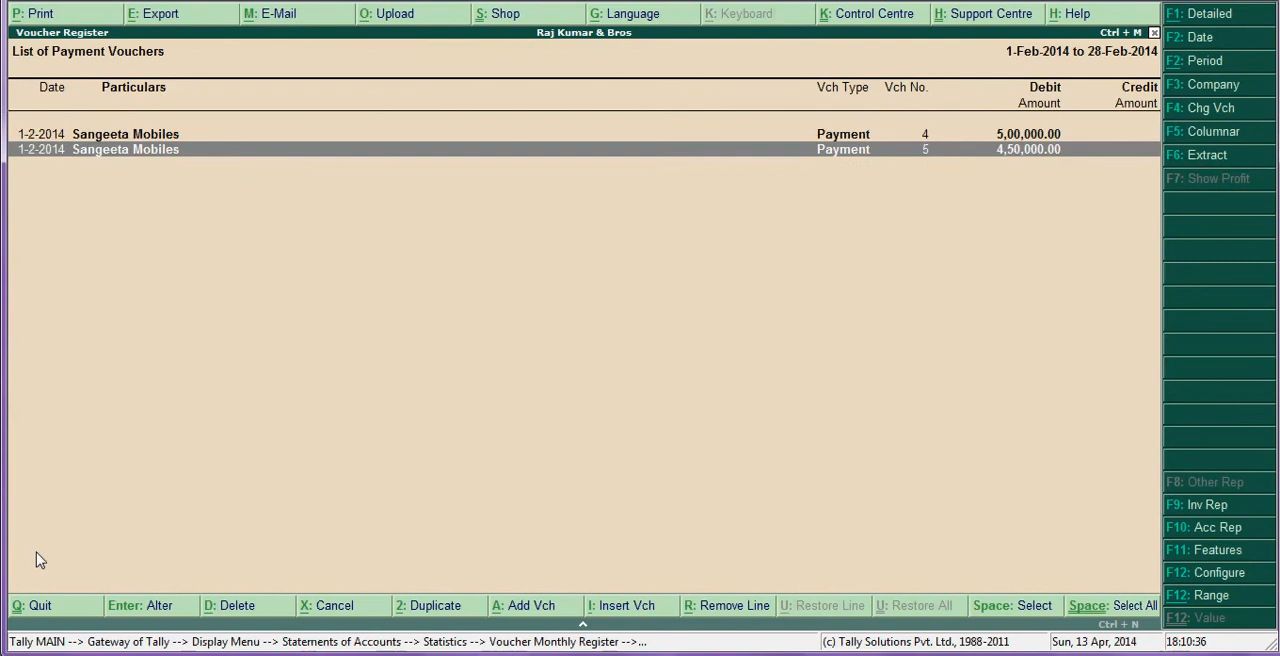 P: Print E: Export M: E-Mail O: Upload S: Shop G: Language K: Keyboard K: Control Centre H: Support Centre H: Help
Voucher Register Raj Kumar & Bros Ctrl + M x
List of Payment Vouchers 1-Feb-2014 to 28-Feb-2014
Date Particulars Vch Type Vch No. Debit Credit
Amount Amount
1-2-2014 Sangeeta Mobiles Payment 4 5,00,000.00
1-2-2014 Sangeeta Mobiles Payment 5 4,50,000.00
F1: Detailed
F2: Date
F2: Period
F3: Company
F4: Chg Vch
F5: Columnar
F6: Extract
F7: Show Profit
F8: Other Rep
F9: Inv Rep
F10: Acc Rep
F11: Features
F12: Configure
F12: Range
F12: Value
Q: Quit Enter: Alter D: Delete X: Cancel 2: Duplicate A: Add Vch I: Insert Vch R: Remove Line U: Restore Line U: Restore All Space: Select Space: Select All
Ctrl + N
Tally MAIN --> Gateway of Tally --> Display Menu --> Statements of Accounts --> Statistics --> Voucher Monthly Register -->... (c) Tally Solutions Pvt. Ltd., 1988-2011 Sun, 13 Apr, 2014 18:10:36